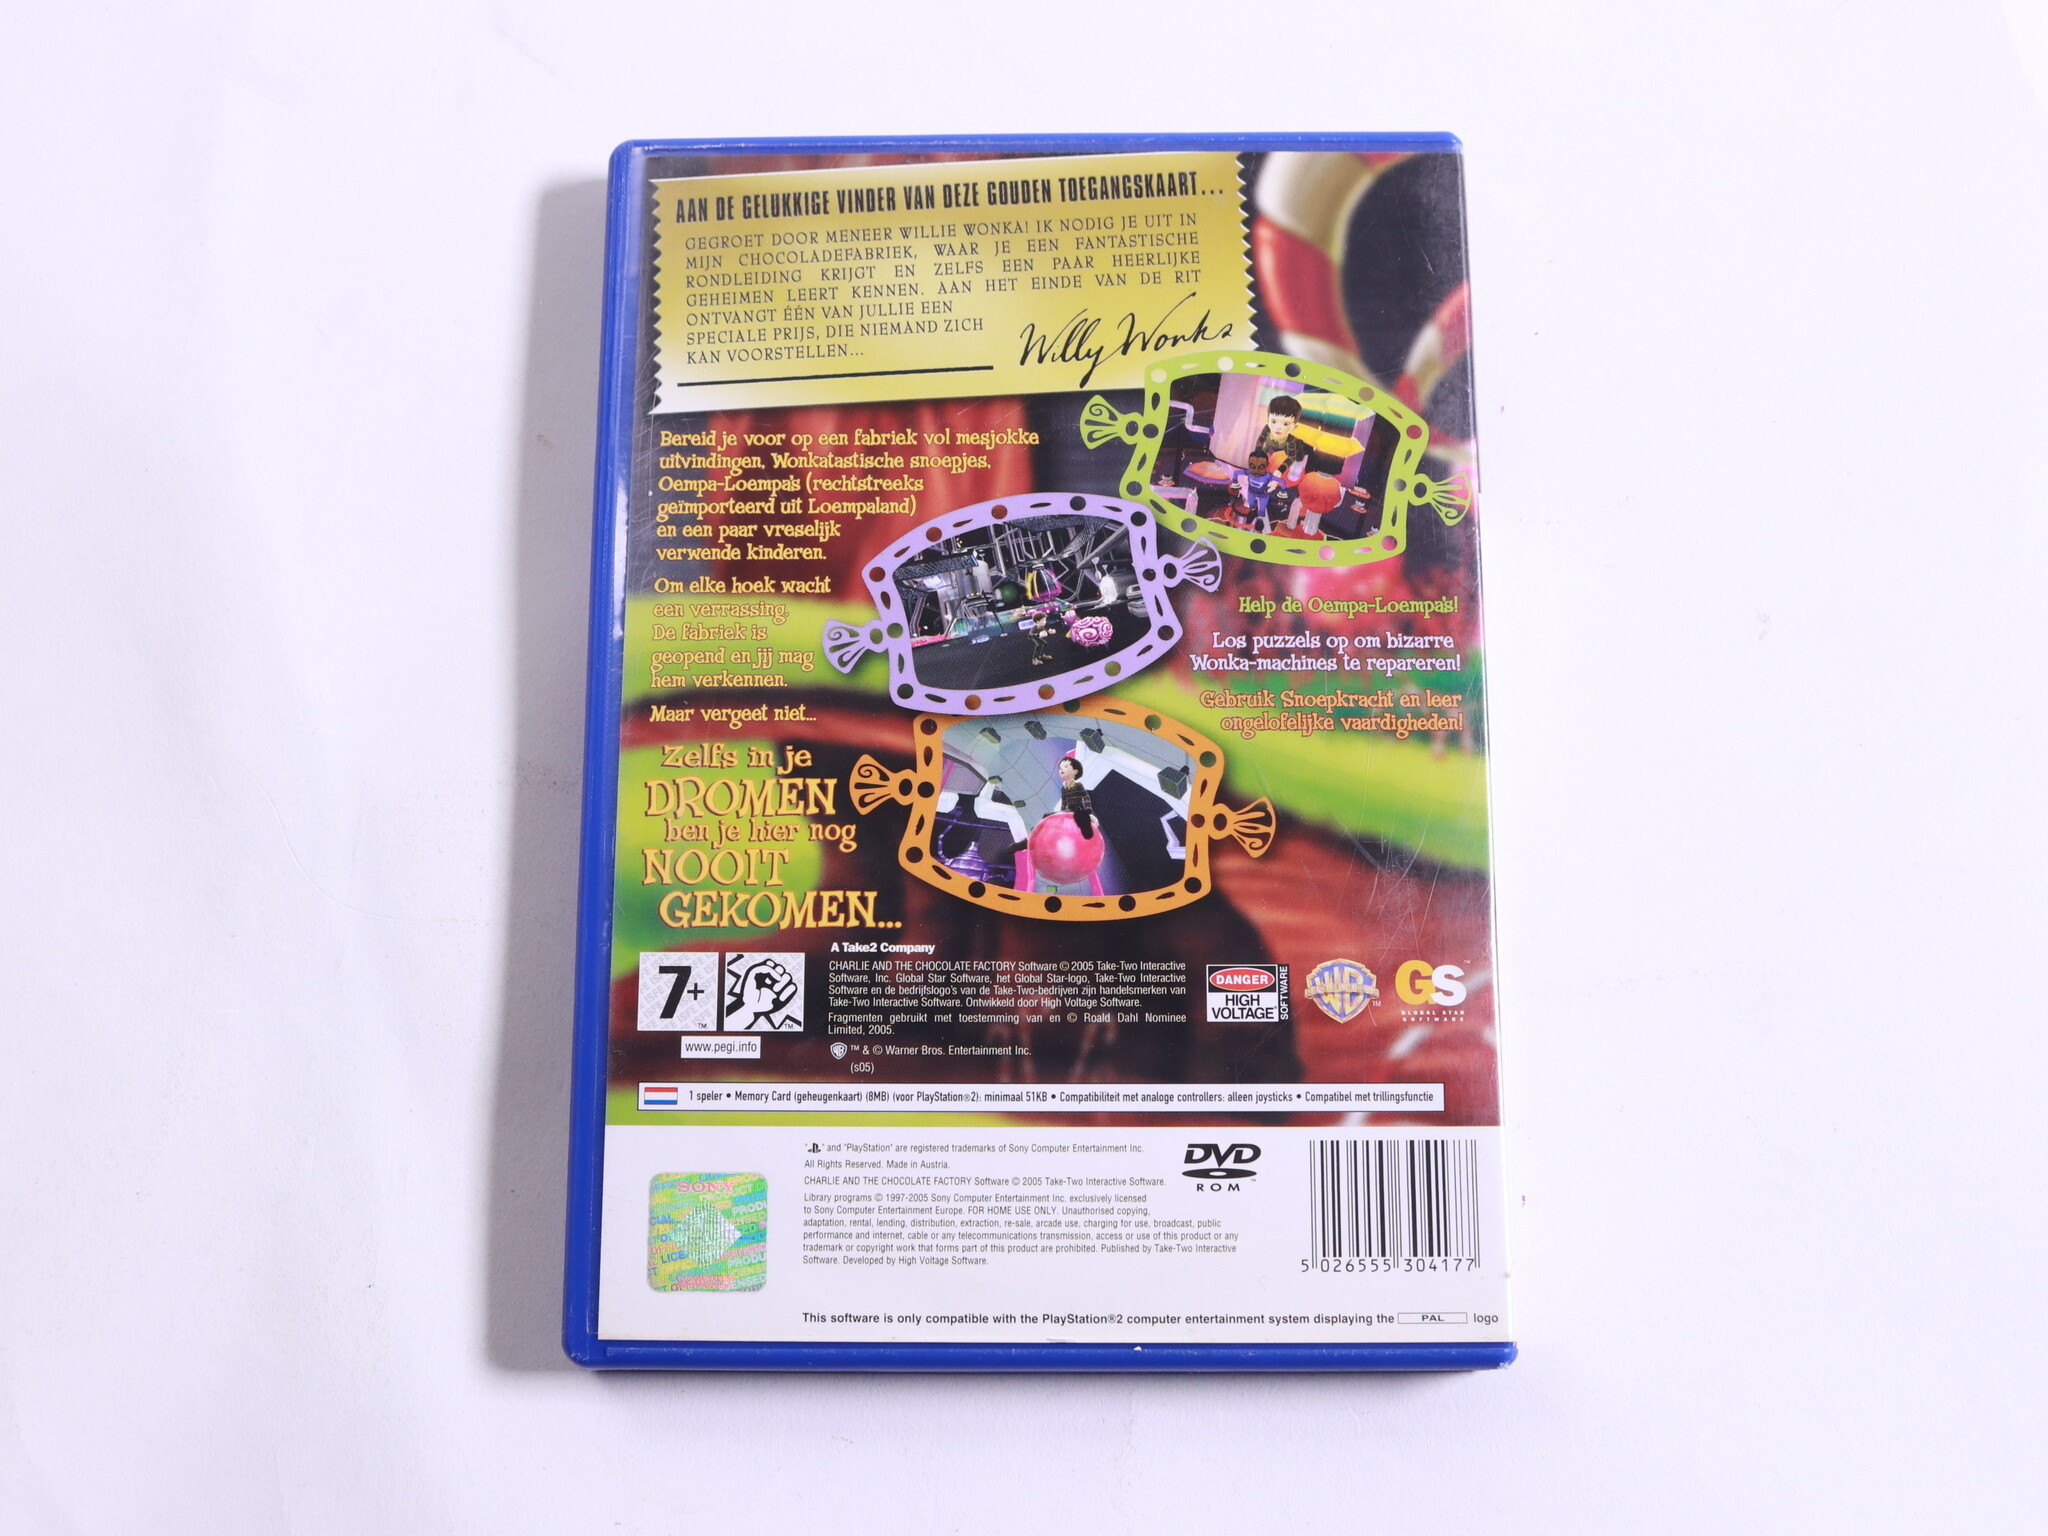 AAN DE GELUKKIGE VINDER VAN DEZE GOUDEN TOEGANGSKAART...
GEGROET DOOR MENEER WILLIE WONKA! IK NODIG JE UIT IN
MIJN CHOCOLADEFABRIEK, WAAR JE EEN FANTASTISCHE
RONDLEIDING KRIJGT EN ZELFS EEN PAAR HEERLIJKE
GEHEIMEN LEERT KENNEN. AAN HET EINDE VAN DE RIT
ONTVANGT ÉÉN VAN JULLIE EEN
SPECIALE PRIJS, DIE NIEMAND ZICH
KAN VOORSTELLEN...
Willy Wonka
Bereid je voor op een fabriek vol mesjokke
uitvindingen, Wonkatastische snoepjes,
Oempa-Loempa's (rechtstreeks
geïmporteerd uit Loempaland)
en een paar vreselijk
verwende kinderen.
Om elke hoek wacht
een verrassing.
De fabriek is
geopend en jij mag
hem verkennen.
Maar vergeet niet...
Zelfs in je
DROMEN
ben je hier nog
NOOIT
GEKOMEN...
Help de Oempa-Loempa's!
Los puzzels op om bizarre
Wonka-machines te repareren!
Gebruik Snoepkracht en leer
ongelofelijke vaardigheden!
7+
TM
TM
www.pegi.info
A Take2 Company
CHARLIE AND THE CHOCOLATE FACTORY Software © 2005 Take-Two Interactive
Software, Inc. Global Star Software, het Global Star-logo, Take-Two Interactive
Software en de bedrijfslogo's van de Take-Two-bedrijven zijn handelsmerken van
Take-Two Interactive Software. Ontwikkeld door High Voltage Software.
Fragmenten gebruikt met toestemming van en © Roald Dahl Nominee
Limited, 2005.
WB ™ & © Warner Bros. Entertainment Inc.
(s05)
DANGER
HIGH
VOLTAGE
SOFTWARE
WB TM
GS TM
GLOBAL STAR
SOFTWARE
1 speler • Memory Card (geheugenkaart) (8MB) (voor PlayStation®2): minimaal 51KB • Compatibiliteit met analoge controllers: alleen joysticks • Compatibel met trillingsfunctie
" " and "PlayStation" are registered trademarks of Sony Computer Entertainment Inc.
All Rights Reserved. Made in Austria.
CHARLIE AND THE CHOCOLATE FACTORY Software © 2005 Take-Two Interactive Software.
Library programs © 1997-2005 Sony Computer Entertainment Inc. exclusively licensed
to Sony Computer Entertainment Europe. FOR HOME USE ONLY. Unauthorised copying,
adaptation, rental, lending, distribution, extraction, re-sale, arcade use, charging for use, broadcast, public
performance and internet, cable or any telecommunications transmission, access or use of this product or any
trademark or copyright work that forms part of this product are prohibited. Published by Take-Two Interactive
Software. Developed by High Voltage Software.
DVD
ROM
SONY
5 026555 304177
This software is only compatible with the PlayStation®2 computer entertainment system displaying the PAL logo